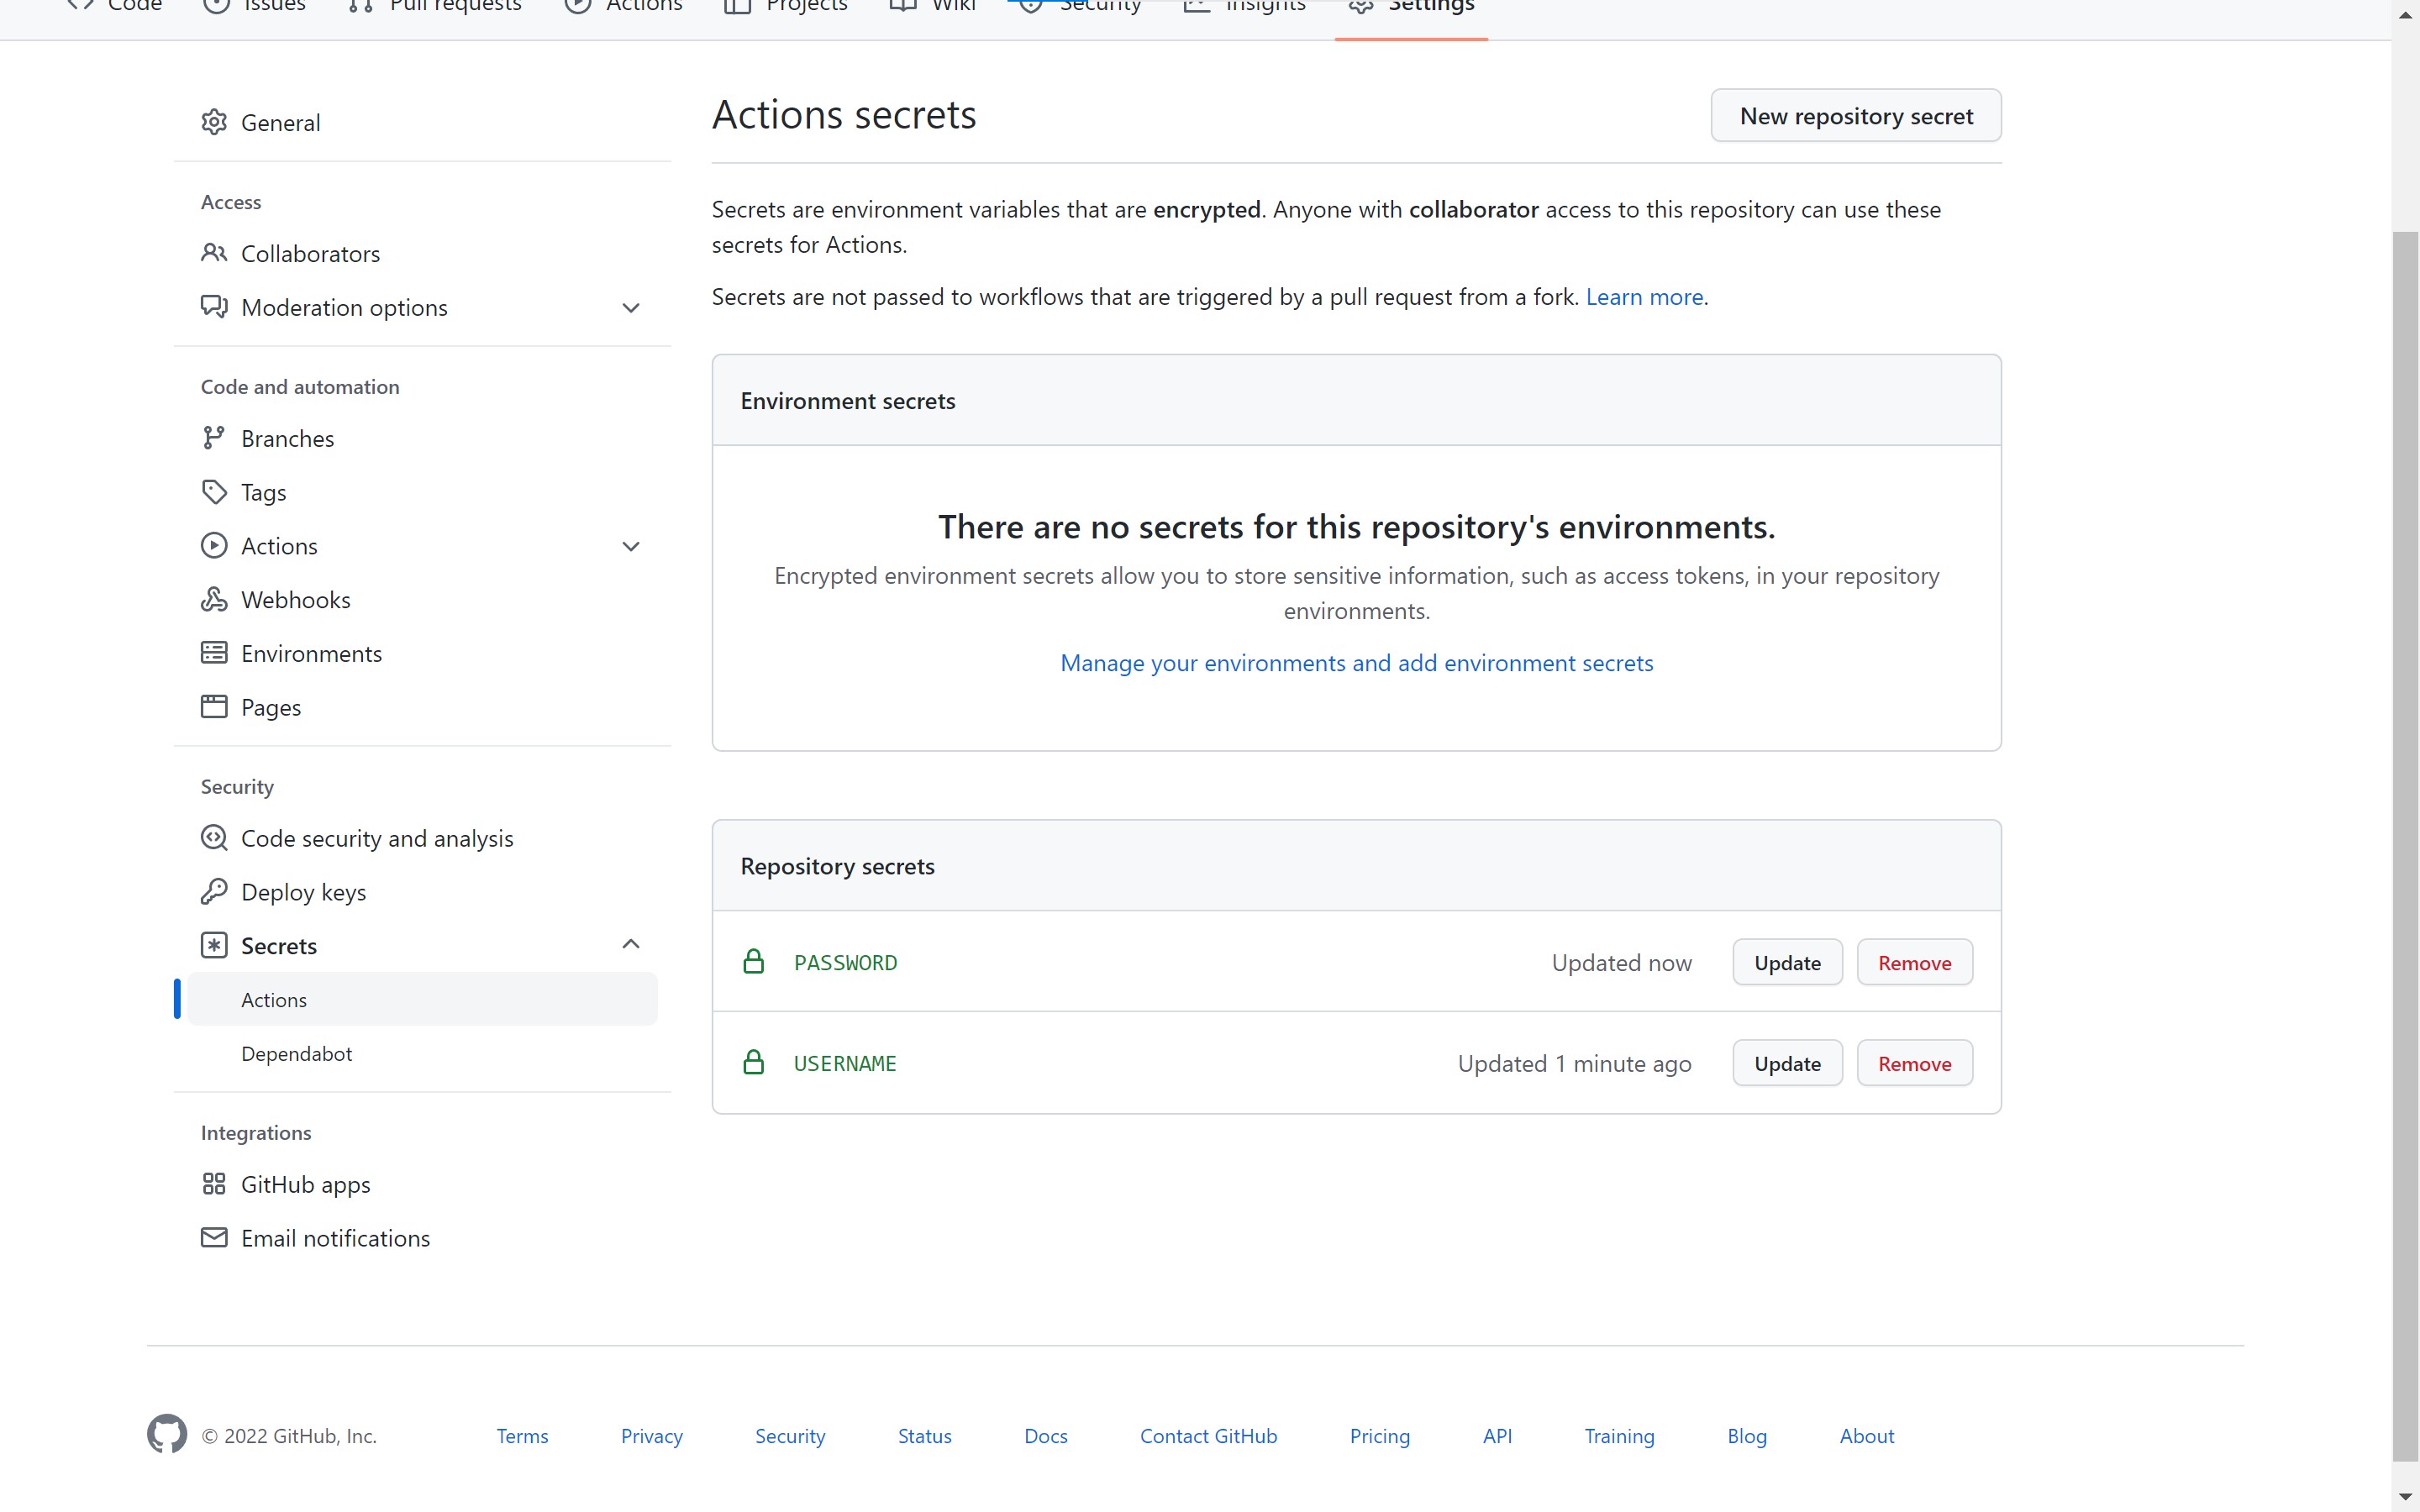 Code Issues Pull requests Actions Projects Wiki Security Insights Settings
General
Access
Collaborators
Moderation options
Code and automation
Branches
Tags
Actions
Webhooks
Environments
Pages
Security
Code security and analysis
Deploy keys
Secrets
Actions
Dependabot
Integrations
GitHub apps
Email notifications
Actions secrets
New repository secret
Secrets are environment variables that are encrypted. Anyone with collaborator access to this repository can use these
secrets for Actions.
Secrets are not passed to workflows that are triggered by a pull request from a fork. Learn more.
Environment secrets
There are no secrets for this repository's environments.
Encrypted environment secrets allow you to store sensitive information, such as access tokens, in your repository
environments.
Manage your environments and add environment secrets
Repository secrets
PASSWORD Updated now Update Remove
USERNAME Updated 1 minute ago Update Remove
© 2022 GitHub, Inc. Terms Privacy Security Status Docs Contact GitHub Pricing API Training Blog About